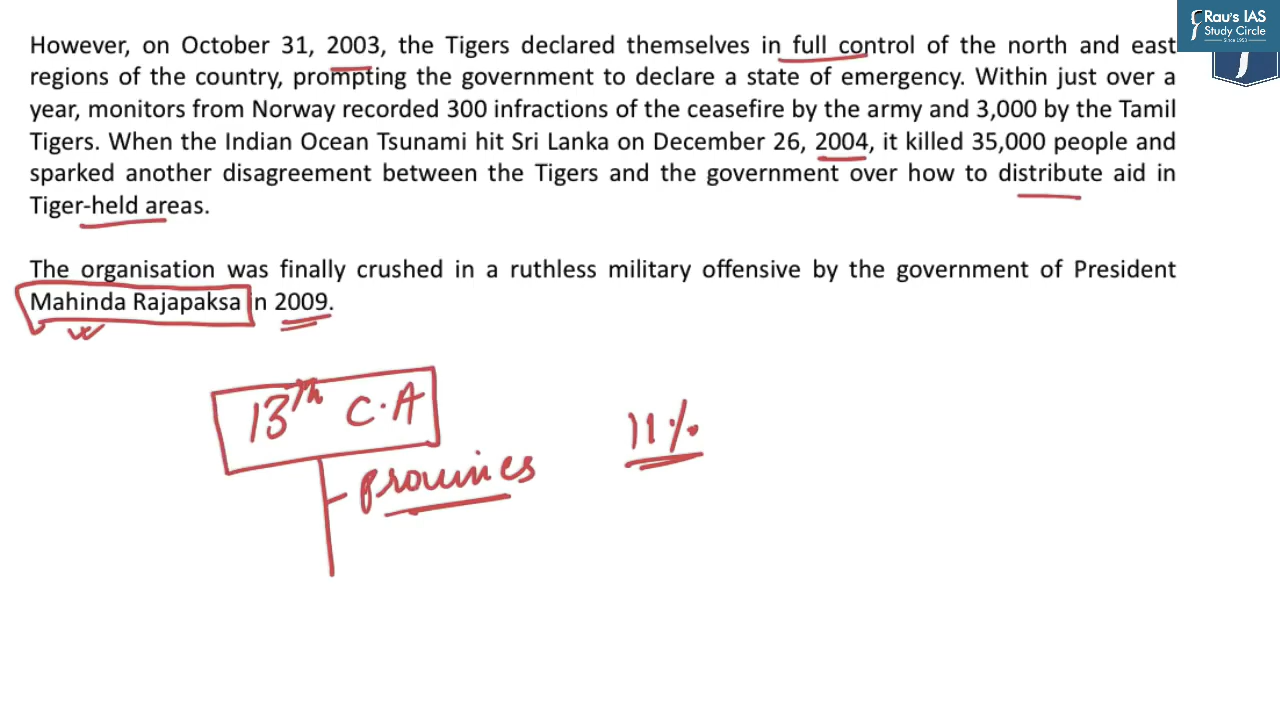 Rau's IAS
Study Circle
Since 1953
However, on October 31, 2003, the Tigers declared themselves in full control of the north and east
regions of the country, prompting the government to declare a state of emergency. Within just over a
year, monitors from Norway recorded 300 infractions of the ceasefire by the army and 3,000 by the Tamil
Tigers. When the Indian Ocean Tsunami hit Sri Lanka on December 26, 2004, it killed 35,000 people and
sparked another disagreement between the Tigers and the government over how to distribute aid in
Tiger-held areas.
The organisation was finally crushed in a ruthless military offensive by the government of President
Mahinda Rajapaksa in 2009.
13th C.A
11%
provinces